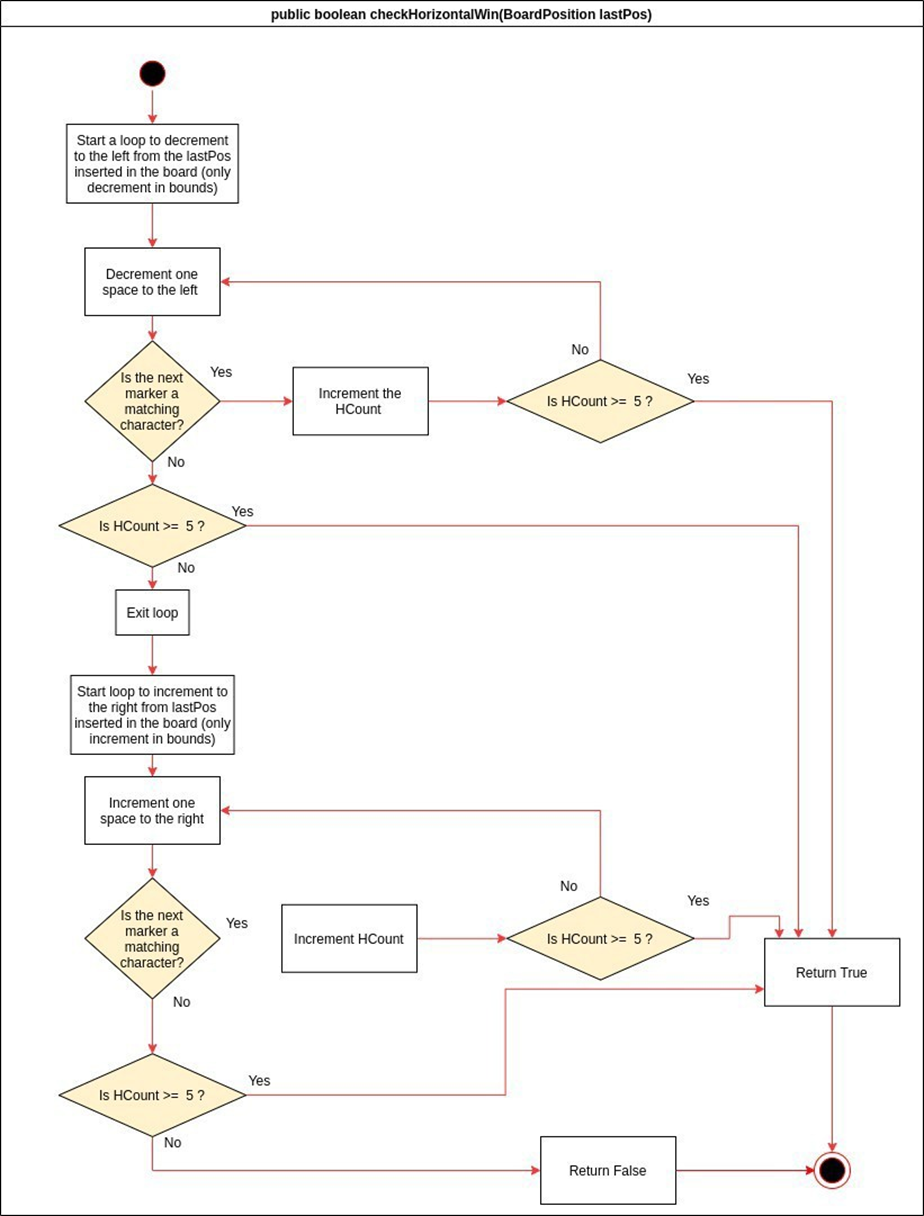 public boolean checkHorizontalWin(BoardPosition lastPos)
Start a loop to decrement
to the left from the lastPos
inserted in the board (only
decrement in bounds)
Decrement one
space to the left
Is the next
marker a
matching
character?
Yes
Increment the
HCount
Is HCount >= 5 ?
No
Yes
No
Is HCount >= 5 ?
Yes
No
Exit loop
Start loop to increment to
the right from lastPos
inserted in the board (only
increment in bounds)
Increment one
space to the right
Is the next
marker a
matching
character?
Yes
Increment HCount
Is HCount >= 5 ?
No
Yes
Return True
No
Is HCount >= 5 ?
Yes
No
Return False